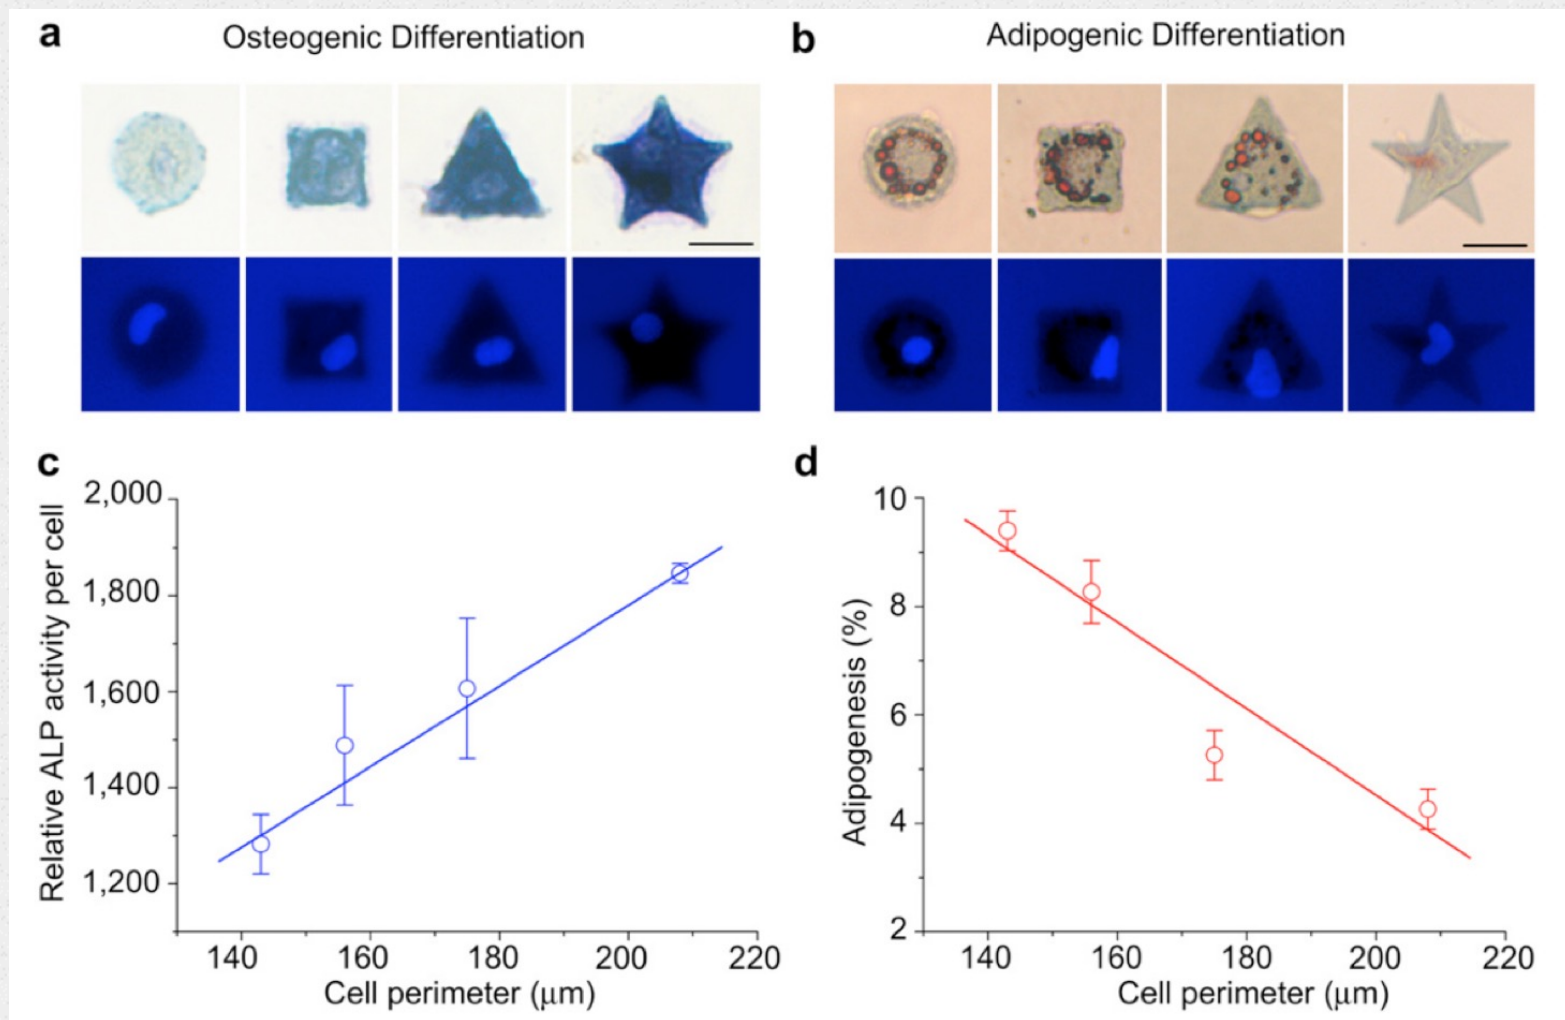 a
Osteogenic Differentiation
b
Adipogenic Differentiation
c
Relative ALP activity per cell
2,000
1,800
1,600
1,400
1,200
140 160 180 200 220
Cell perimeter (μm)
d
Adipogenesis (%)
10
8
6
4
2
140 160 180 200 220
Cell perimeter (μm)